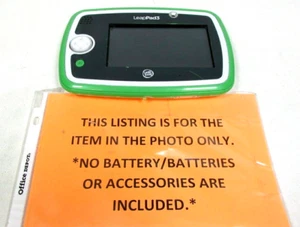 LeapPad3
THIS LISTING IS FOR THE
ITEM IN THE PHOTO ONLY.
*NO BATTERY/BATTERIES
OR ACCESSORIES ARE
INCLUDED.*
Office DEPOT